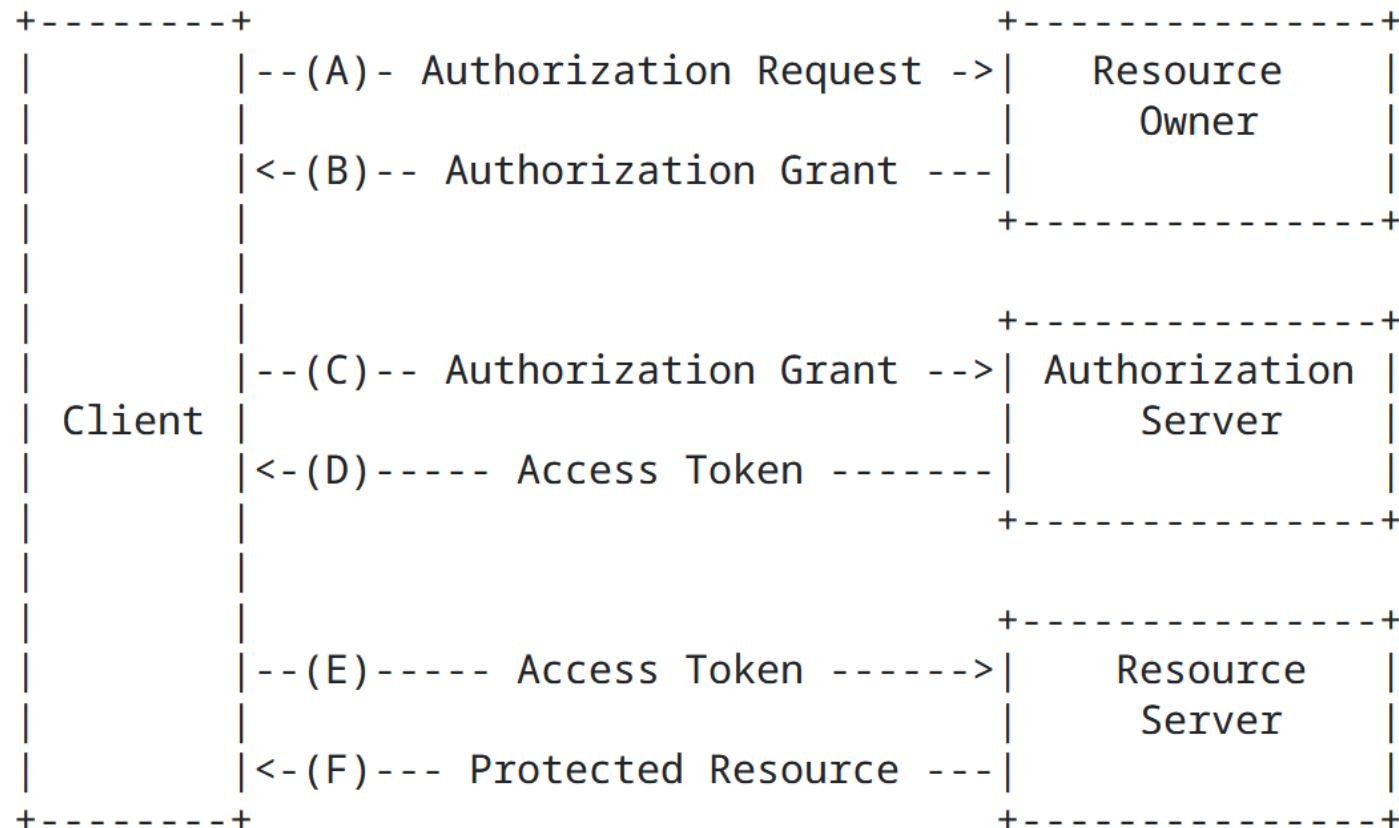 +--------+                               +---------------+
|        |--(A)- Authorization Request ->|   Resource    |
|        |                               |     Owner     |
|        |<-(B)-- Authorization Grant ---|               |
|        |                               +---------------+
|        |
|        |                               +---------------+
|        |--(C)-- Authorization Grant -->| Authorization |
| Client |                               |     Server    |
|        |<-(D)----- Access Token -------|               |
|        |                               +---------------+
|        |
|        |                               +---------------+
|        |--(E)----- Access Token ------>|    Resource   |
|        |                               |     Server    |
|        |<-(F)--- Protected Resource ---|               |
+--------+                               +---------------+